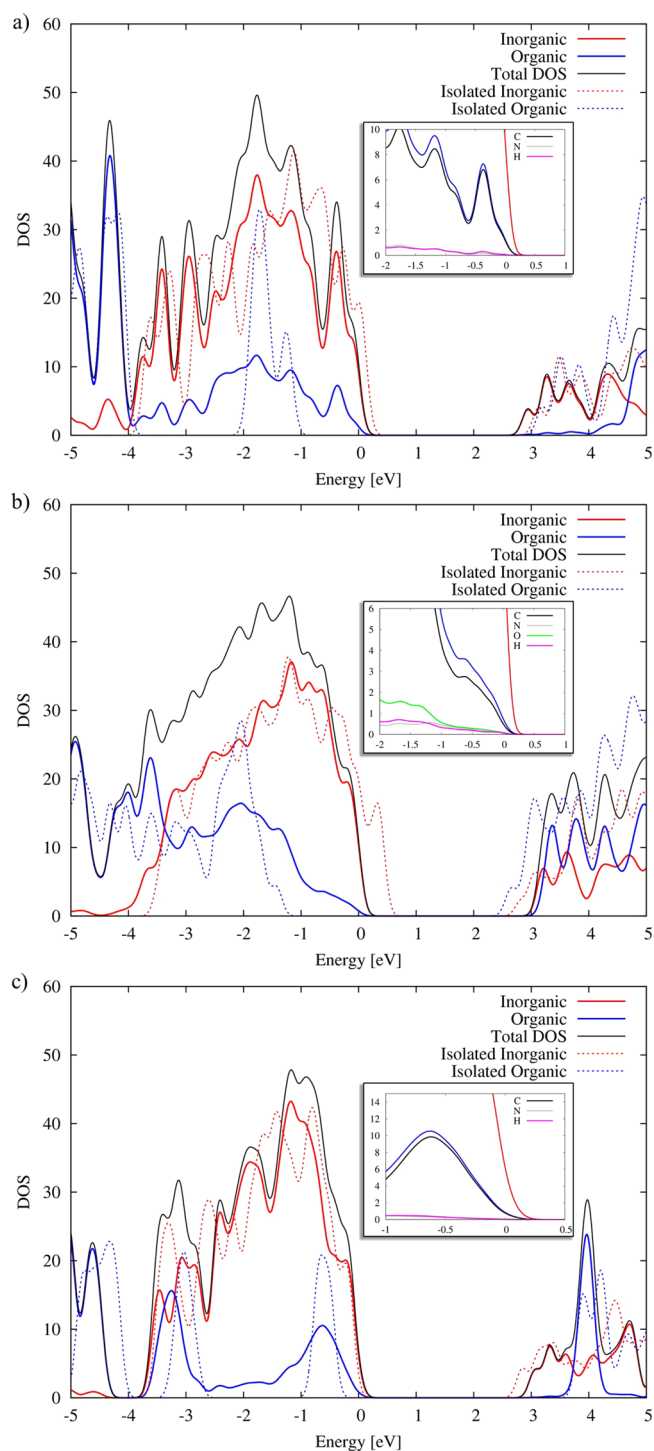 a)
60
50
40
30
20
10
0
DOS
Inorganic
Organic
Total DOS
Isolated Inorganic
Isolated Organic
10
8
6
4
2
0
C
N
H
-2 -1.5 -1 -0.5 0 0.5 1
-5 -4 -3 -2 -1 0 1 2 3 4 5
Energy [eV]
b)
60
50
40
30
20
10
0
DOS
Inorganic
Organic
Total DOS
Isolated Inorganic
Isolated Organic
6
5
4
3
2
1
0
C
N
O
H
-2 -1.5 -1 -0.5 0 0.5 1
-5 -4 -3 -2 -1 0 1 2 3 4 5
Energy [eV]
c)
60
50
40
30
20
10
0
DOS
Inorganic
Organic
Total DOS
Isolated Inorganic
Isolated Organic
14
12
10
8
6
4
2
0
C
N
H
-1 -0.5 0 0.5
-5 -4 -3 -2 -1 0 1 2 3 4 5
Energy [eV]